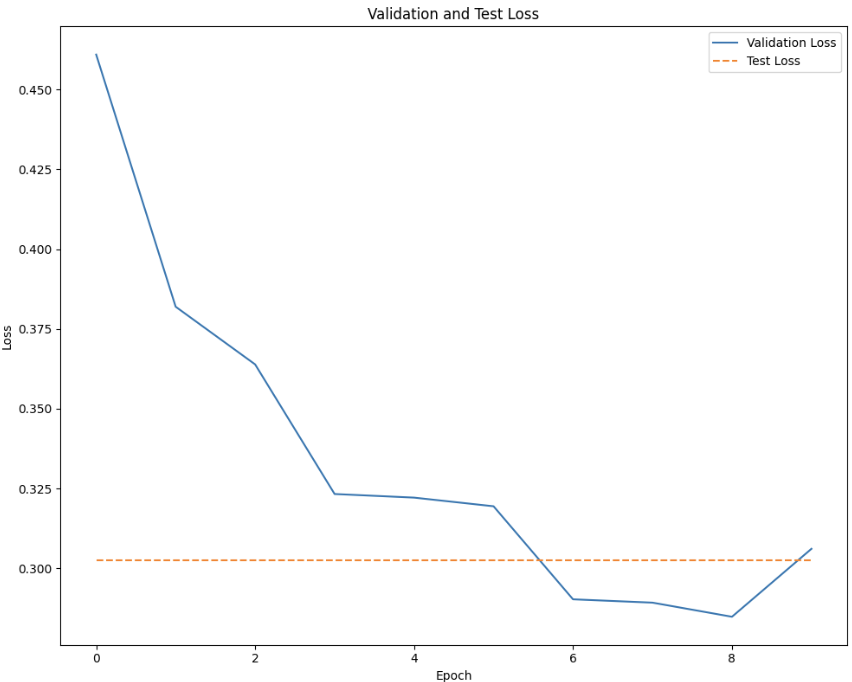 Validation and Test Loss
Validation Loss
Test Loss
0.450
0.425
0.400
0.375
0.350
0.325
0.300
Loss
0 2 4 6 8
Epoch